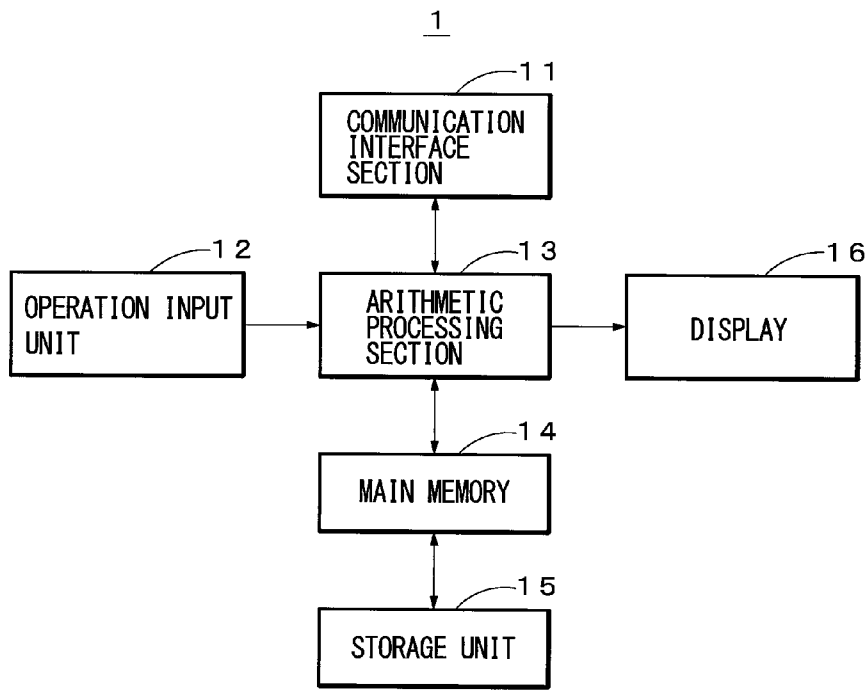 1
11
COMMUNICATION
INTERFACE
SECTION
12
OPERATION INPUT
UNIT
13
ARITHMETIC
PROCESSING
SECTION
16
DISPLAY
14
MAIN MEMORY
15
STORAGE UNIT